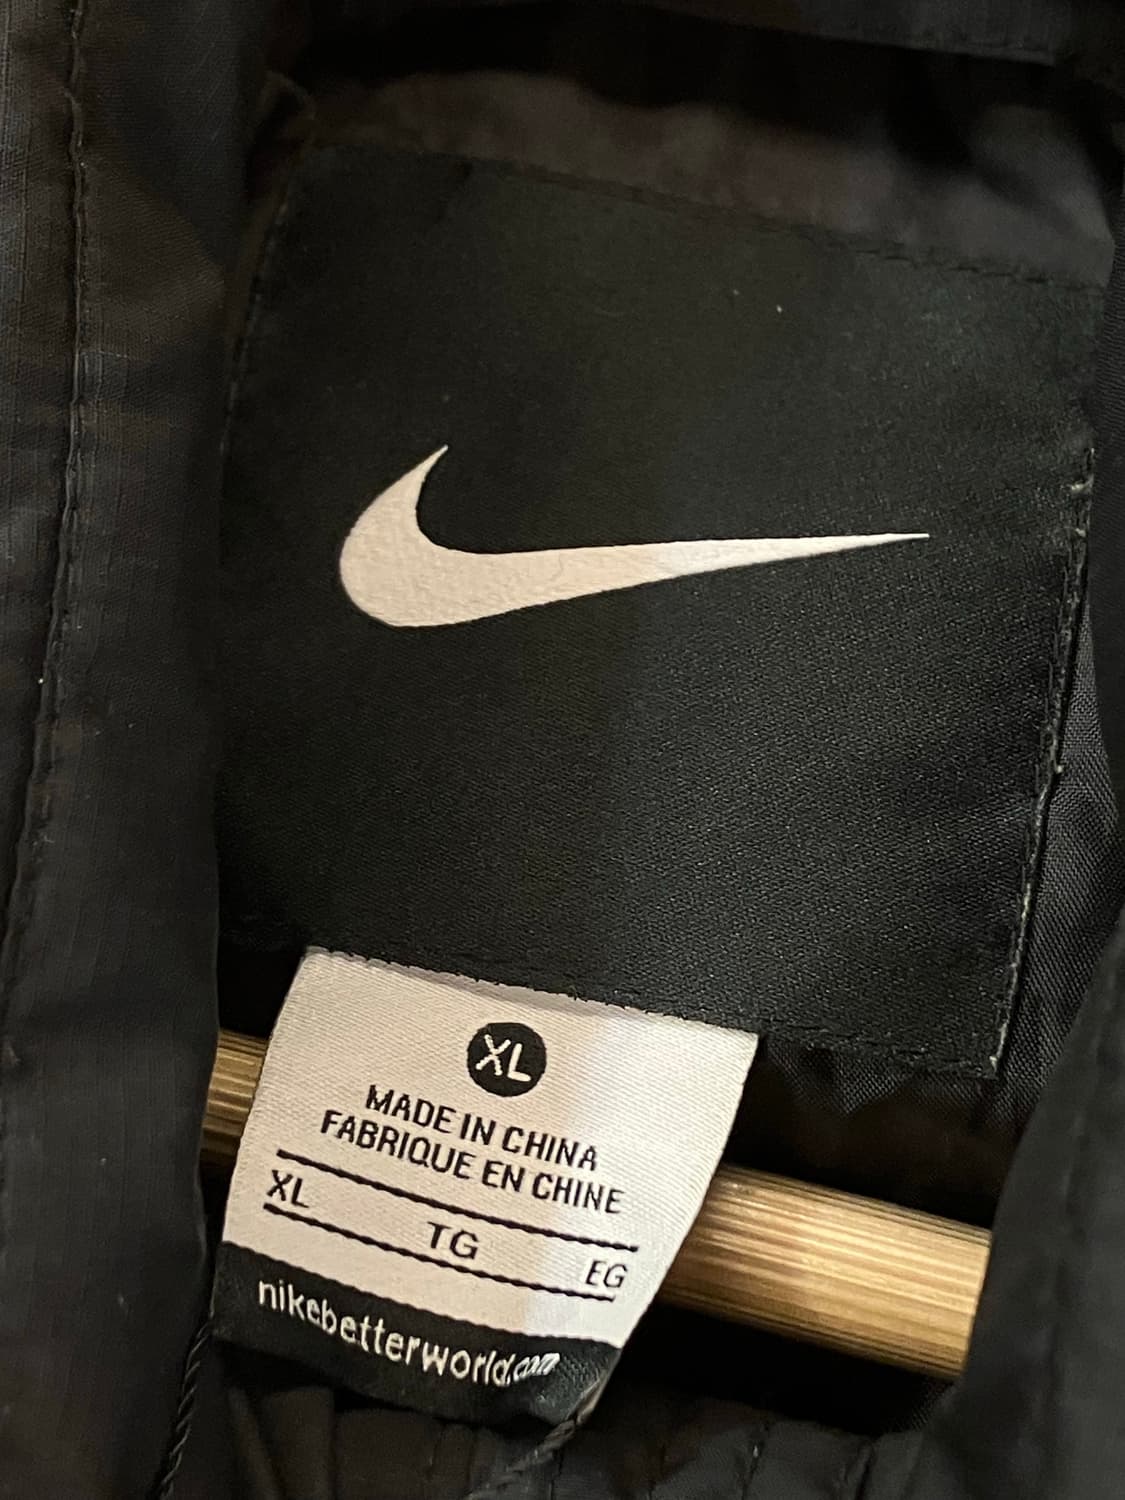 XL
MADE IN CHINA
FABRIQUE EN CHINE
XL TG EG
nikebetterworld.com